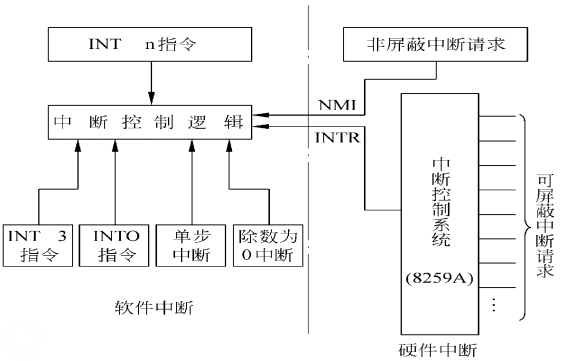 INT n指令
非屏蔽中断请求
NMI
中断控制逻辑
INTR
中断控制系统
(8259A)
可屏蔽中断请求
INT 3
指令
INTO
指令
单步
中断
除数为
0中断
⋮
软件中断
硬件中断